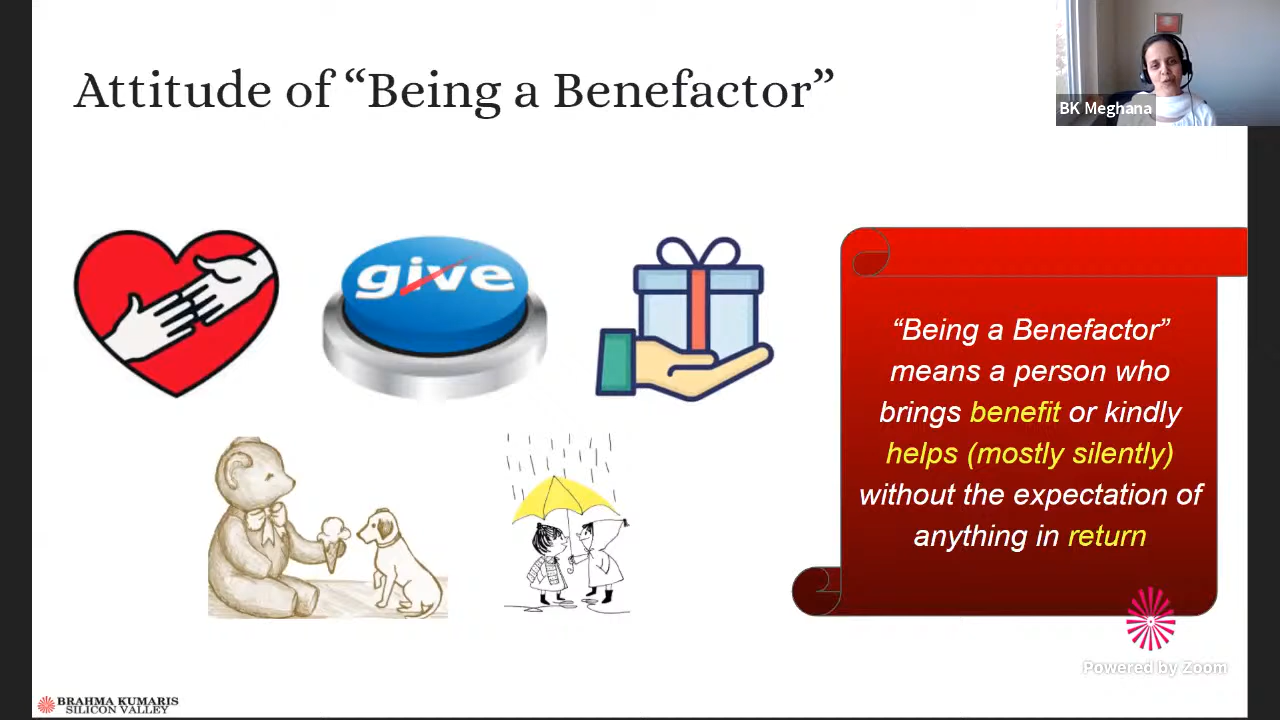 Attitude of “Being a Benefactor”
BK Meghana
give
“Being a Benefactor”
means a person who
brings benefit or kindly
helps (mostly silently)
without the expectation of
anything in return
Powered by Zoom
BRAHMA KUMARIS
SILICON VALLEY